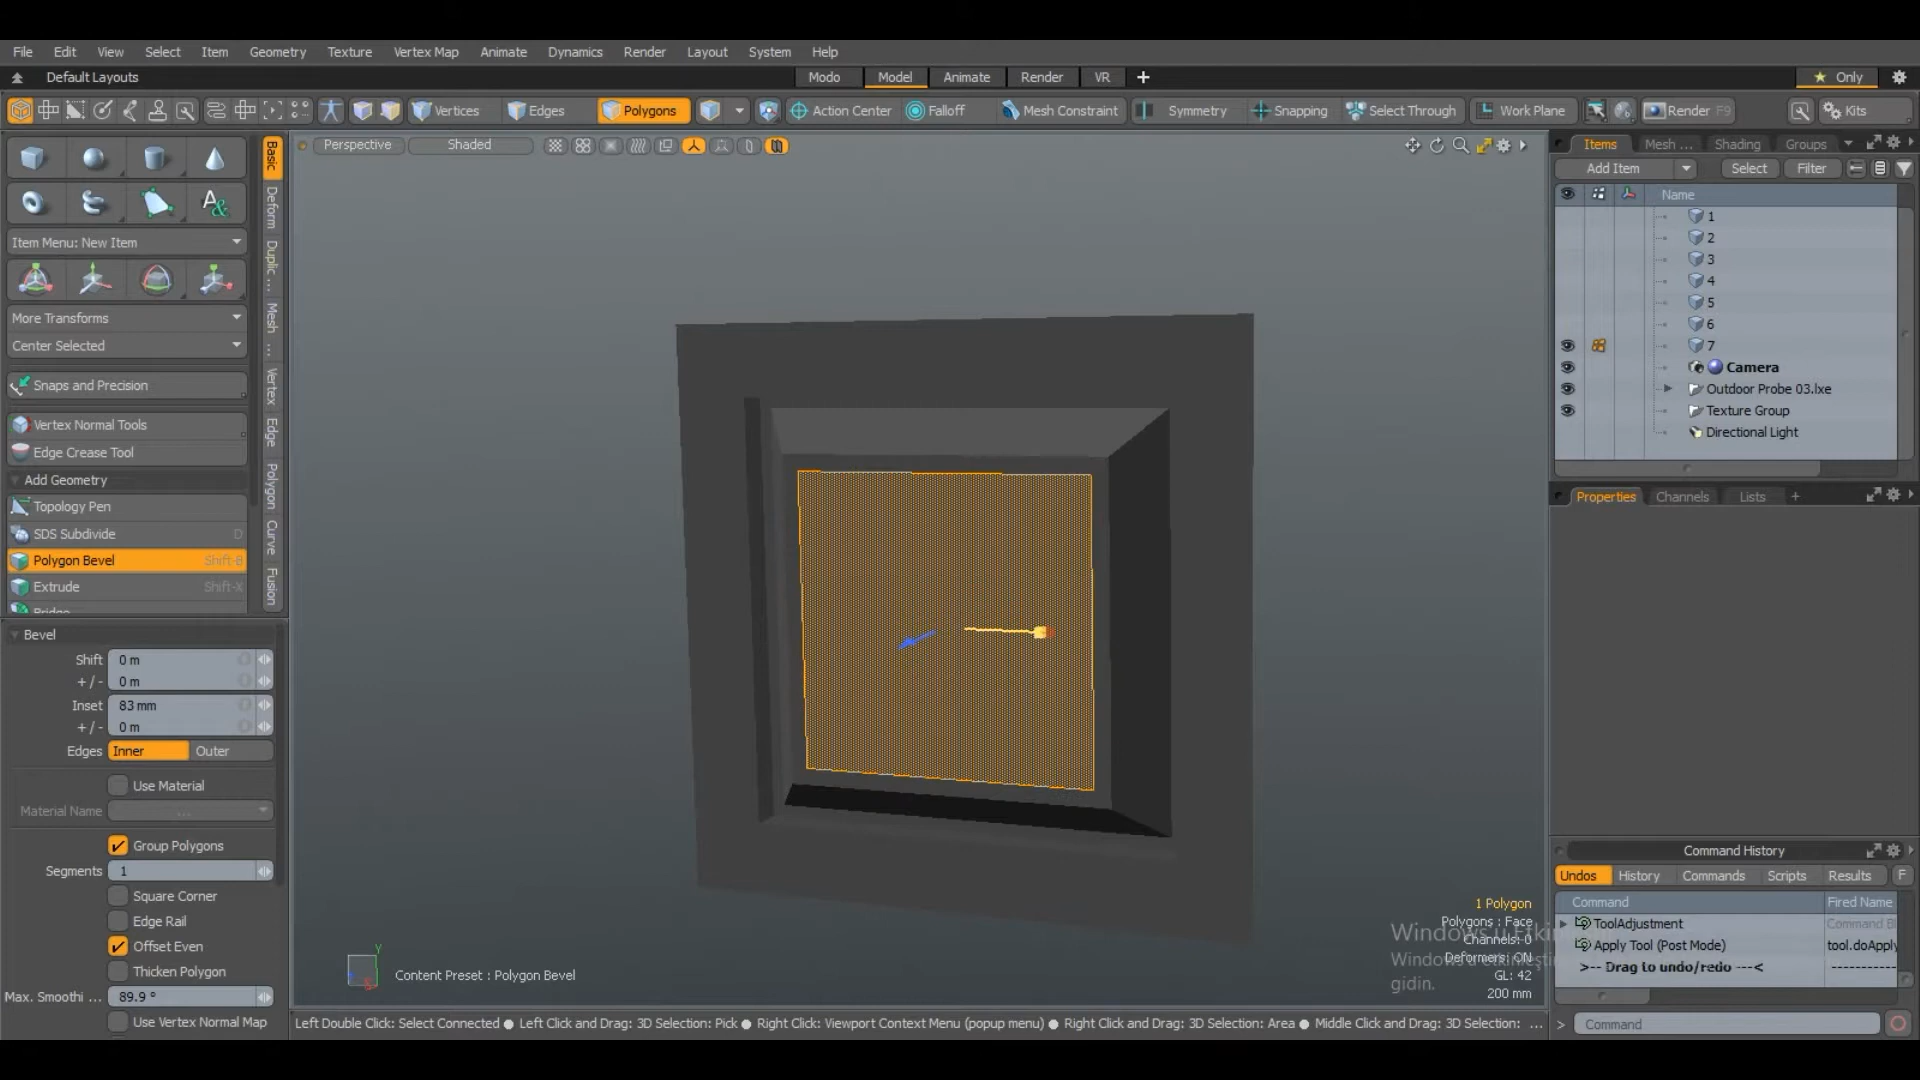 File Edit View Select Item Geometry Texture Vertex Map Animate Dynamics Render Layout System Help
Default Layouts
Modo Model Animate Render VR +
Only
Vertices Edges Polygons Action Center Falloff Mesh Constraint Symmetry Snapping Select Through Work Plane Render F9 Kits
Perspective Shaded
Item Menu: New Item
More Transforms
Center Selected
Snaps and Precision
Vertex Normal Tools
Edge Crease Tool
Add Geometry
Topology Pen
SDS Subdivide D
Polygon Bevel Shift-B
Extrude Shift-X
Bridge
Basic
Deform
Duplic ...
Mesh ...
Vertex
Edge
Polygon
Curve
Fusion
Bevel
Shift 0 m
+ / - 0 m
Inset 83 mm
+ / - 0 m
Edges Inner Outer
Use Material
Material Name ...
Group Polygons
Segments 1
Square Corner
Edge Rail
Offset Even
Thicken Polygon
Max. Smoothi ... 89.9 °
Use Vertex Normal Map
Y
Content Preset : Polygon Bevel
1 Polygon
Polygons : Face
Channels: 0
Deformers: ON
GL: 42
200 mm
Windows'u Etkin
gidin.
Left Double Click: Select Connected ● Left Click and Drag: 3D Selection: Pick ● Right Click: Viewport Context Menu (popup menu) ● Right Click and Drag: 3D Selection: Area ● Middle Click and Drag: 3D Selection: ...
Items Mesh ... Shading Groups
Add Item Select Filter
Name
1
2
3
4
5
6
7
Camera
Outdoor Probe 03.lxe
Texture Group
Directional Light
Properties Channels Lists +
Command History
Undos History Commands Scripts Results F
Command Fired Name
ToolAdjustment Command Bl
Apply Tool (Post Mode) tool.doApply
>-- Drag to undo/redo ---< ------------
> Command